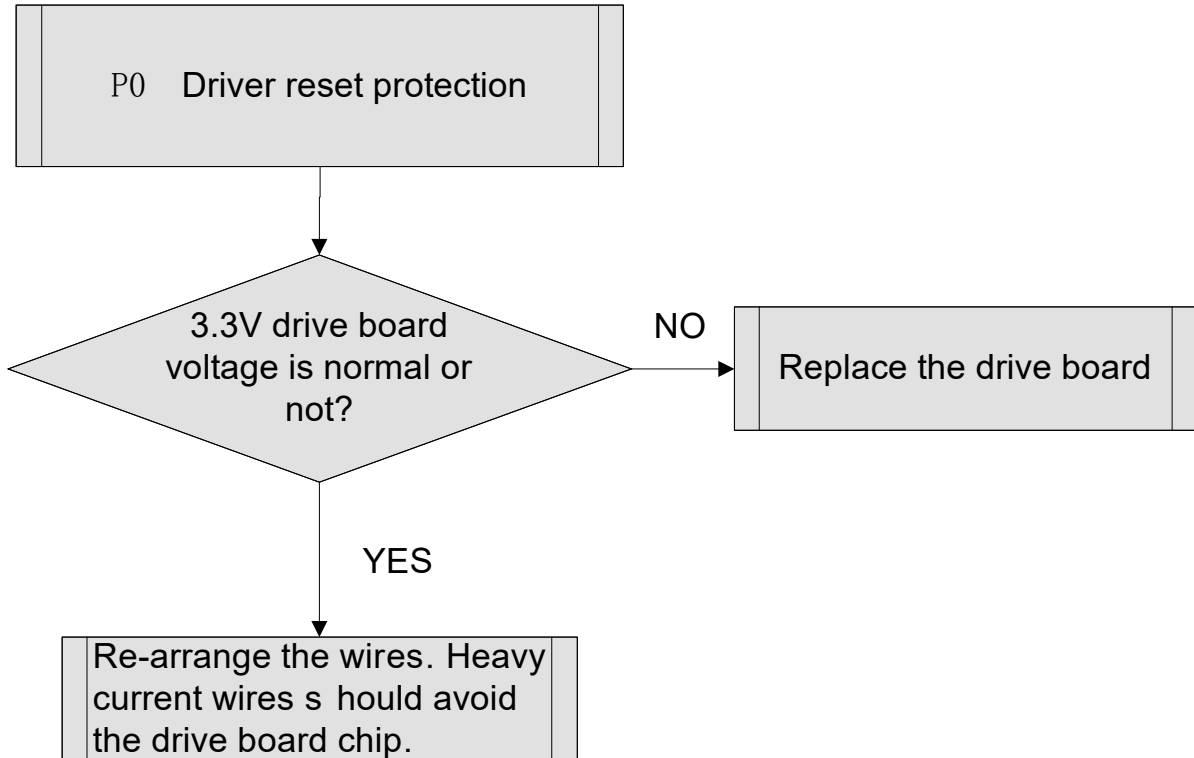 P0 Driver reset protection
3.3V drive board
voltage is normal or
not?
NO
Replace the drive board
YES
Re-arrange the wires. Heavy
current wires s hould avoid
the drive board chip.